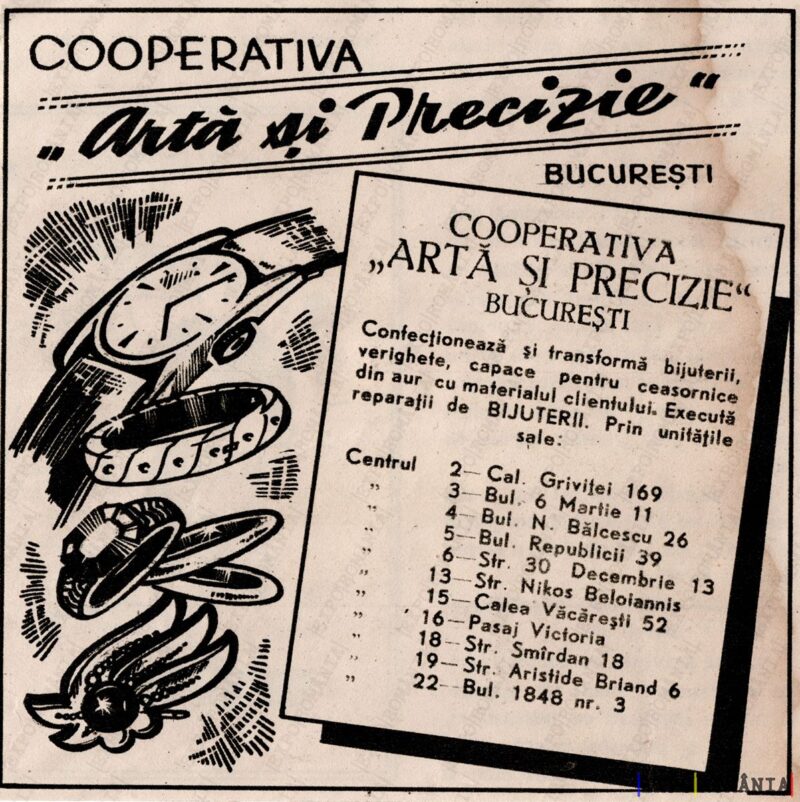 COOPERATIVA
„Artă și Precizie"
BUCUREȘTI
COOPERATIVA
„ARTĂ ȘI PRECIZIE“
BUCUREȘTI
Confecționează și transformă bijuterii,
verighete, capace pentru ceasornice
din aur cu materialul clientului. Execută
reparații de BIJUTERII. Prin unitățile
sale:
Centrul 2—Cal. Griviței 169
„ 3—Bul. 6 Martie 11
„ 4—Bul. N. Bălcescu 26
„ 5—Bul. Republicii 39
„ 6—Str. 30 Decembrie 13
„ 13—Str. Nikos Beloiannis
„ 15—Calea Văcărești 52
„ 16—Pasaj Victoria
„ 18—Str. Smîrdan 18
„ 19—Str. Aristide Briand 6
„ 22—Bul. 1848 nr. 3